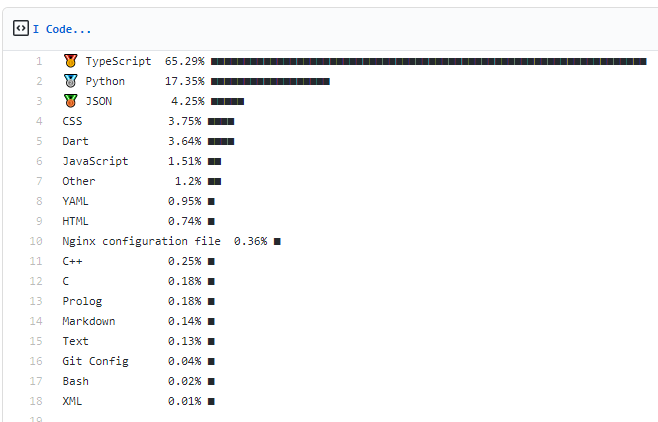 I Code...
1 🥇 TypeScript 65.29% ■■■■■■■■■■■■■■■■■■■■■■■■■■■■■■■■■■■■■■■■■■■■■■■■■■■■■■■■■■■■■■■■■■
2 🥈 Python 17.35% ■■■■■■■■■■■■■■■■■■
3 🥉 JSON 4.25% ■■■■■
4 CSS 3.75% ■■■■
5 Dart 3.64% ■■■■
6 JavaScript 1.51% ■■
7 Other 1.2% ■■
8 YAML 0.95% ■
9 HTML 0.74% ■
10 Nginx configuration file 0.36% ■
11 C++ 0.25% ■
12 C 0.18% ■
13 Prolog 0.18% ■
14 Markdown 0.14% ■
15 Text 0.13% ■
16 Git Config 0.04% ■
17 Bash 0.02% ■
18 XML 0.01% ■
19